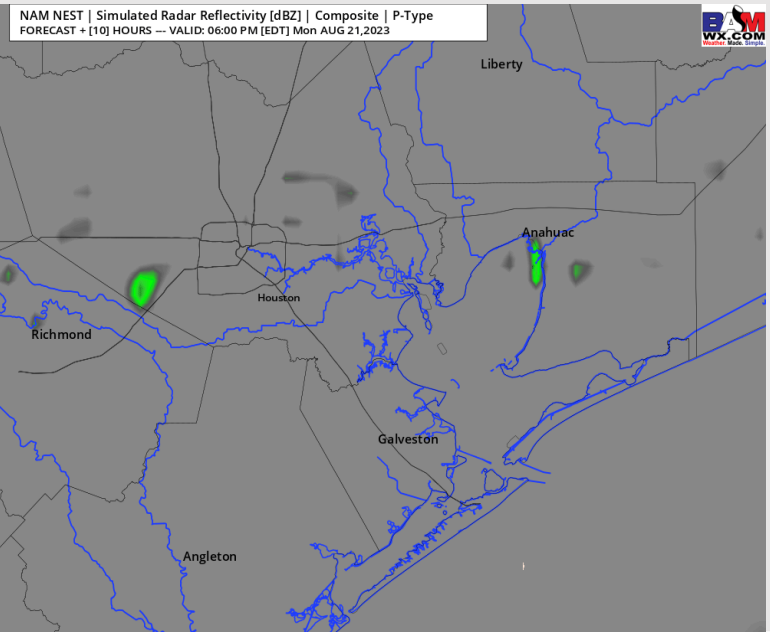 NAM NEST | Simulated Radar Reflectivity [dBZ] | Composite | P-Type
FORECAST + [10] HOURS --- VALID: 06:00 PM [EDT] Mon AUG 21,2023
BAM
WX.COM
Weather. Made. Simple.
Liberty
Anahuac
Houston
Richmond
Galveston
Angleton